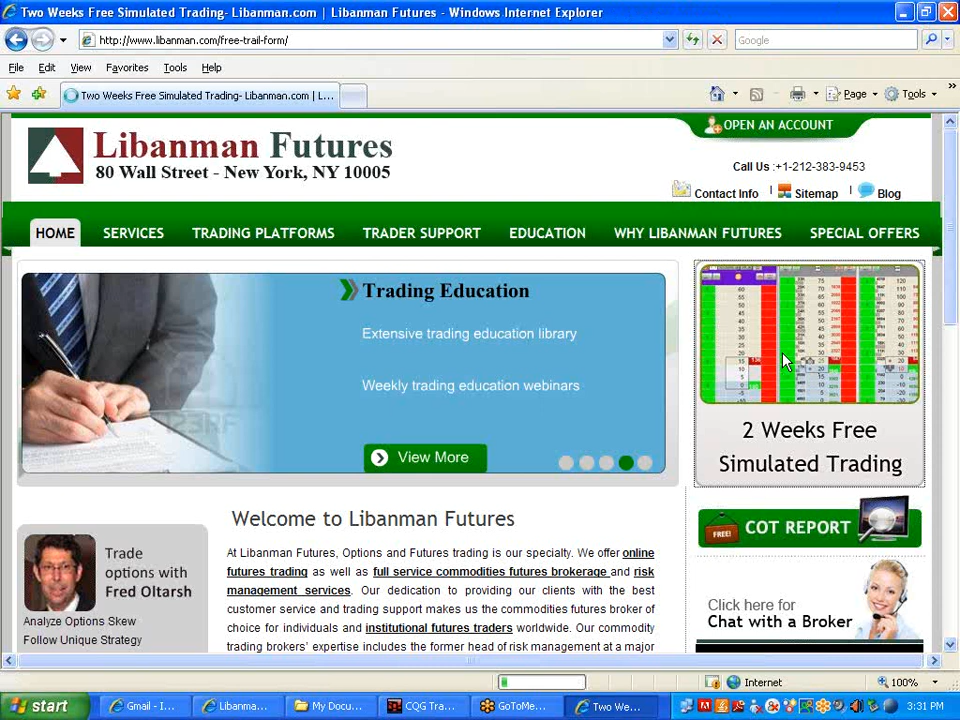 Two Weeks Free Simulated Trading- Libanman.com | Libanman Futures - Windows Internet Explorer
http://www.libanman.com/free-trail-form/
Google
File Edit View Favorites Tools Help
Two Weeks Free Simulated Trading- Libanman.com | L...
Page Tools
OPEN AN ACCOUNT
Libanman Futures
80 Wall Street - New York, NY 10005
Call Us :+1-212-383-9453
Contact Info | Sitemap | Blog
HOME SERVICES TRADING PLATFORMS TRADER SUPPORT EDUCATION WHY LIBANMAN FUTURES SPECIAL OFFERS
Trading Education
Extensive trading education library
Weekly trading education webinars
View More
2 Weeks Free
Simulated Trading
COT REPORT
FREE!
Click here for
Chat with a Broker
Trade
options with
Fred Oltarsh
Analyze Options Skew
Follow Unique Strategy
Welcome to Libanman Futures
At Libanman Futures, Options and Futures trading is our specialty. We offer online
futures trading as well as full service commodities futures brokerage and risk
management services. Our dedication to providing our clients with the best
customer service and trading support makes us the commodities futures broker of
choice for individuals and institutional futures traders worldwide. Our commodity
trading brokers' expertise includes the former head of risk management at a major
Internet
100%
start
Gmail - I...
Libanma...
My Docu...
CQG Tra...
GoToMe...
Two We...
3:31 PM